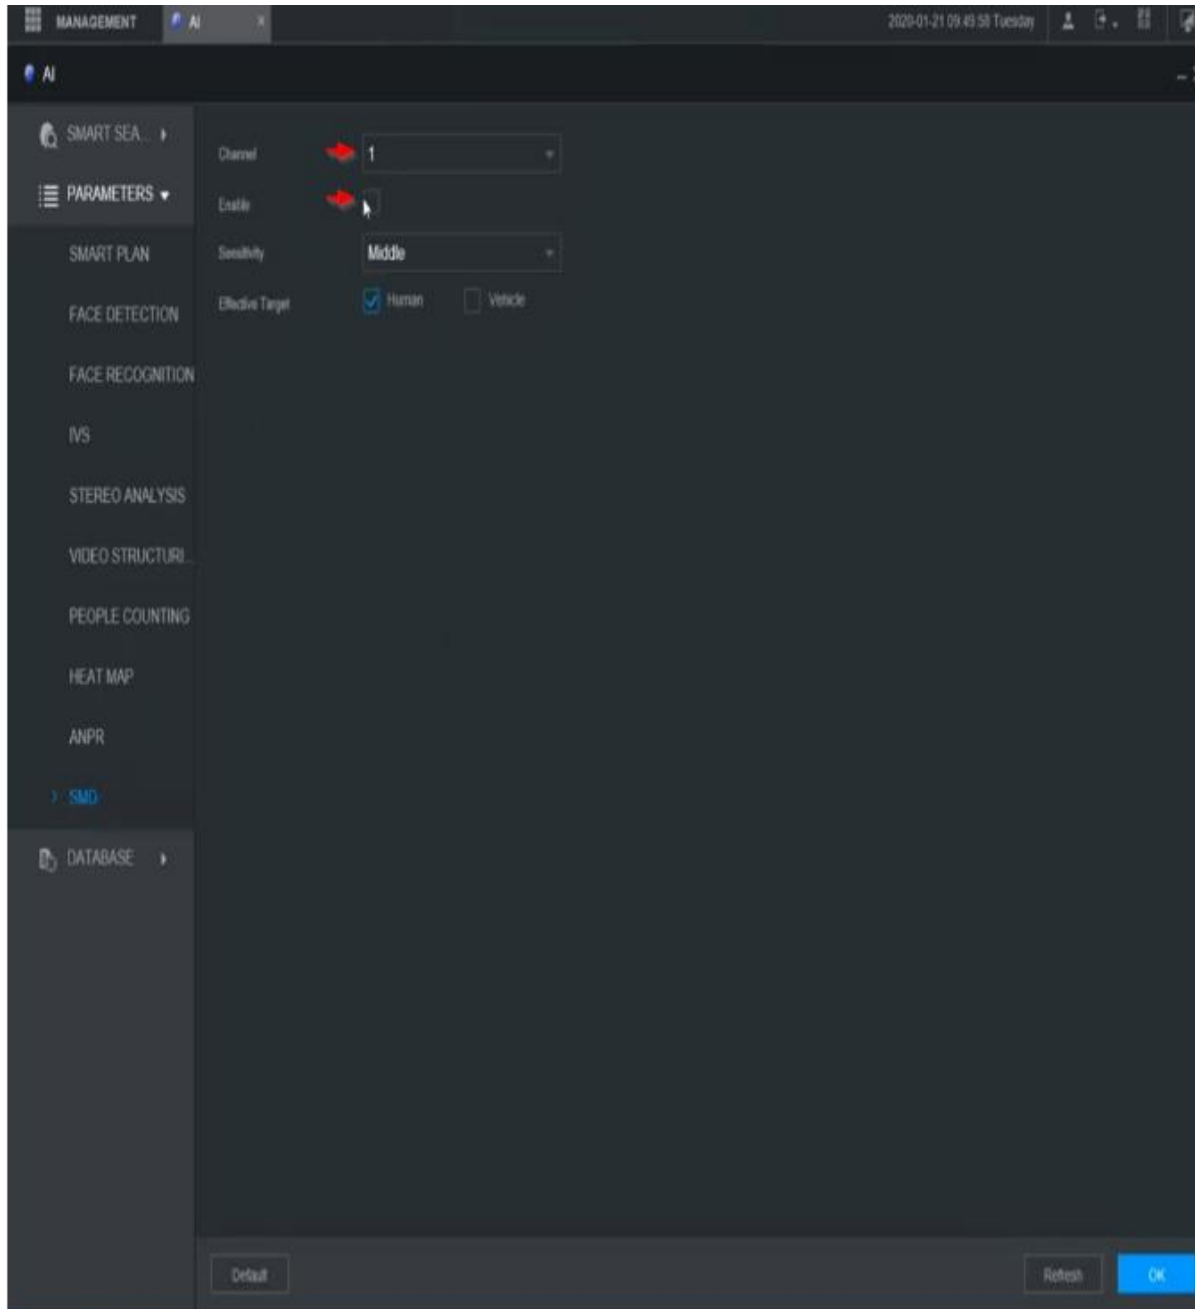 MANAGEMENT AI × 2020-01-21 09:49:58 Tuesday
AI
SMART SEA...
PARAMETERS
SMART PLAN
FACE DETECTION
FACE RECOGNITION
IVS
STEREO ANALYSIS
VIDEO STRUCTURI...
PEOPLE COUNTING
HEAT MAP
ANPR
SMD
DATABASE
Channel 1
Enable
Sensitivity Middle
Effective Target Human Vehicle
Default Refresh OK